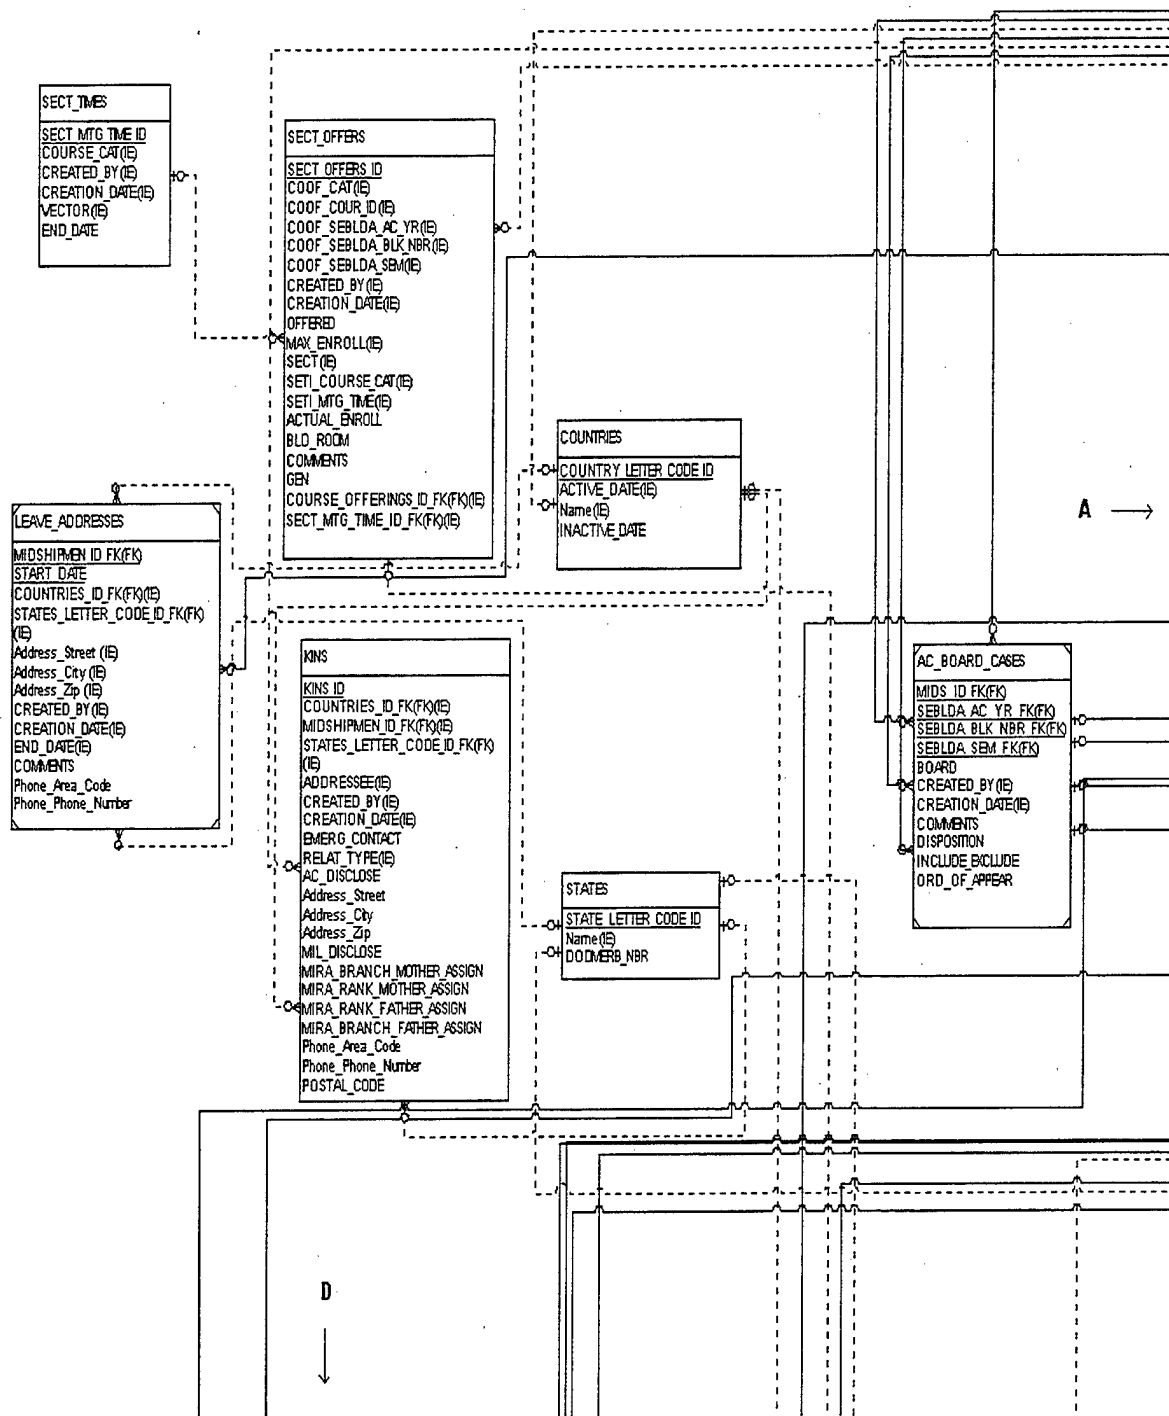 SECT_TIMES
SECT_MTG_TIME_ID
COURSE_CAT(IE)
CREATED_BY(IE)
CREATION_DATE(IE)
VECTOR(IE)
END_DATE
SECT_OFFERS
SECT_OFFERS_ID
COOF_CAT(IE)
COOF_COUR_ID(IE)
COOF_SEBLDA_AC_YR(IE)
COOF_SEBLDA_BLK_NBR(IE)
COOF_SEBLDA_SEM(IE)
CREATED_BY(IE)
CREATION_DATE(IE)
OFFERED
MAX_ENROLL(IE)
SECT(IE)
SETI_COURSE_CAT(IE)
SETI_MTG_TIME(IE)
ACTUAL_ENROLL
BLD_ROOM
COMMENTS
GEN
COURSE_OFFERINGS_ID_FK(FK)(IE)
SECT_MTG_TIME_ID_FK(FK)(IE)
COUNTRIES
COUNTRY_LETTER_CODE_ID
ACTIVE_DATE(IE)
Name(IE)
INACTIVE_DATE
A
LEAVE_ADDRESSES
MIDSHIPMEN_ID_FK(FK)
START_DATE
COUNTRIES_ID_FK(FK)(IE)
STATES_LETTER_CODE_ID_FK(FK)
(IE)
Address_Street (IE)
Address_City (IE)
Address_Zip (IE)
CREATED_BY(IE)
CREATION_DATE(IE)
END_DATE(IE)
COMMENTS
Phone_Area_Code
Phone_Phone_Number
KINS
KINS_ID
COUNTRIES_ID_FK(FK)(IE)
MIDSHIPMEN_ID_FK(FK)(IE)
STATES_LETTER_CODE_ID_FK(FK)
(IE)
ADDRESSEE(IE)
CREATED_BY(IE)
CREATION_DATE(IE)
EMERG_CONTACT
RELAT_TYPE(IE)
AC_DISCLOSE
Address_Street
Address_City
Address_Zip
MIL_DISCLOSE
MIRA_BRANCH_MOTHER_ASSIGN
MIRA_RANK_MOTHER_ASSIGN
MIRA_RANK_FATHER_ASSIGN
MIRA_BRANCH_FATHER_ASSIGN
Phone_Area_Code
Phone_Phone_Number
POSTAL_CODE
AC_BOARD_CASES
MIDS_ID_FK(FK)
SEBLDA_AC_YR_FK(FK)
SEBLDA_BLK_NBR_FK(FK)
SEBLDA_SEM_FK(FK)
BOARD
CREATED_BY(IE)
CREATION_DATE(IE)
COMMENTS
DISPOSITION
INCLUDE_EXCLUDE
ORD_OF_APPEAR
STATES
STATE_LETTER_CODE_ID
Name(IE)
DODMERB_NBR
D